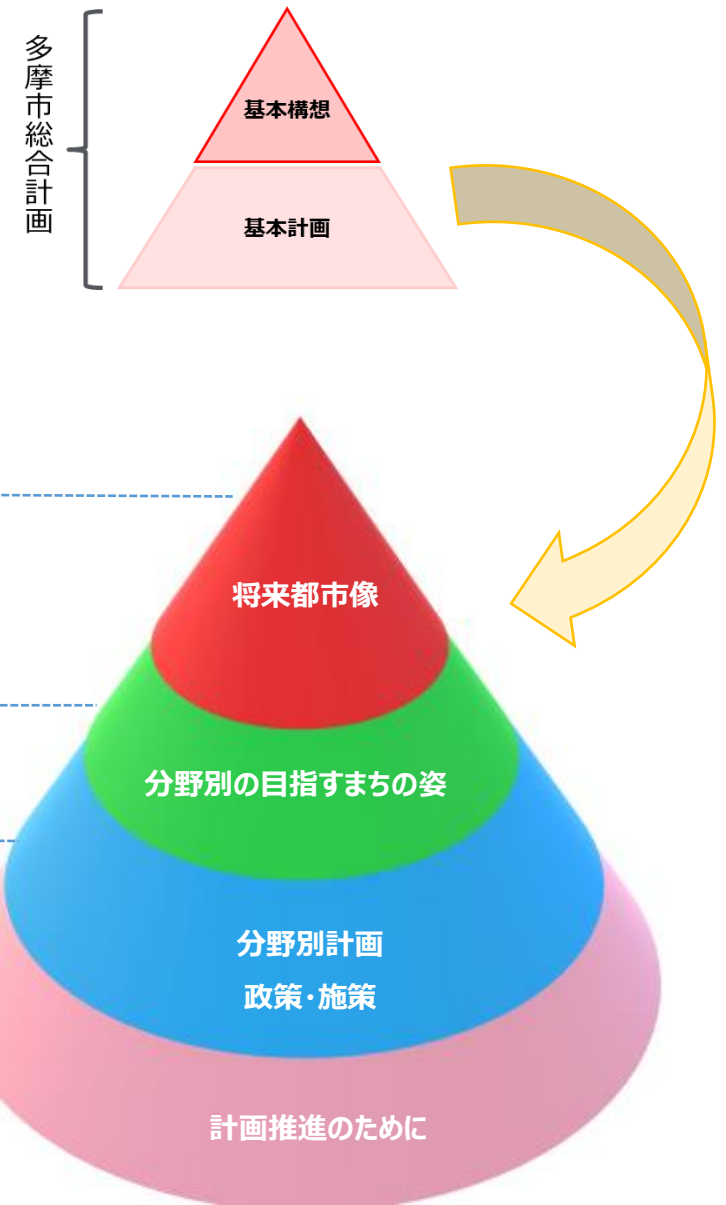 多摩市総合計画
基本構想
基本計画
将来都市像
分野別の目指すまちの姿
分野別計画
政策・施策
計画推進のために